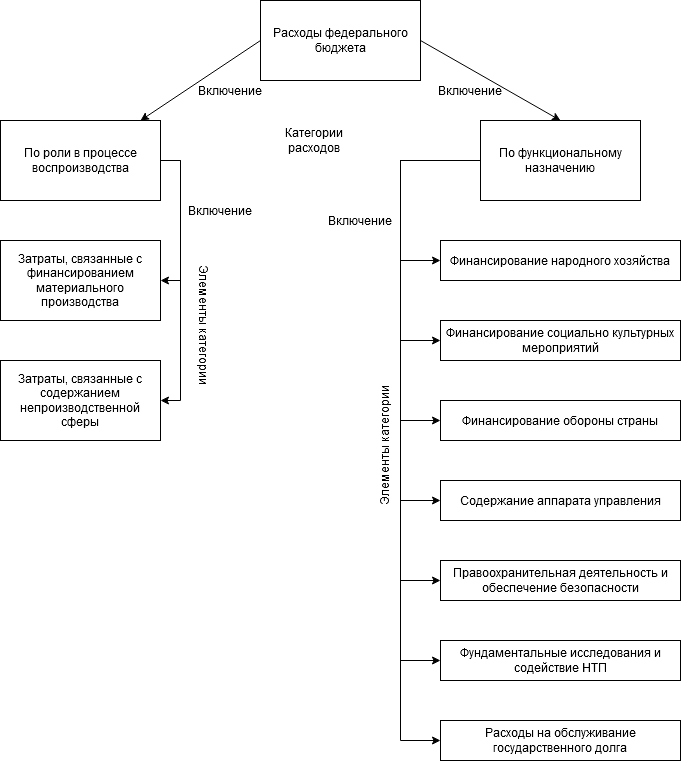 Расходы федерального
бюджета
Включение
Включение
Категории
расходов
По роли в процессе
воспроизводства
По функциональному
назначению
Включение
Включение
Затраты, связанные с
финансированием
материального
производства
Элементы категории
Затраты, связанные с
содержанием
непроизводственной
сферы
Финансирование народного хозяйства
Финансирование социально культурных
мероприятий
Элементы категории
Финансирование обороны страны
Содержание аппарата управления
Правоохранительная деятельность и
обеспечение безопасности
Фундаментальные исследования и
содействие НТП
Расходы на обслуживание
государственного долга